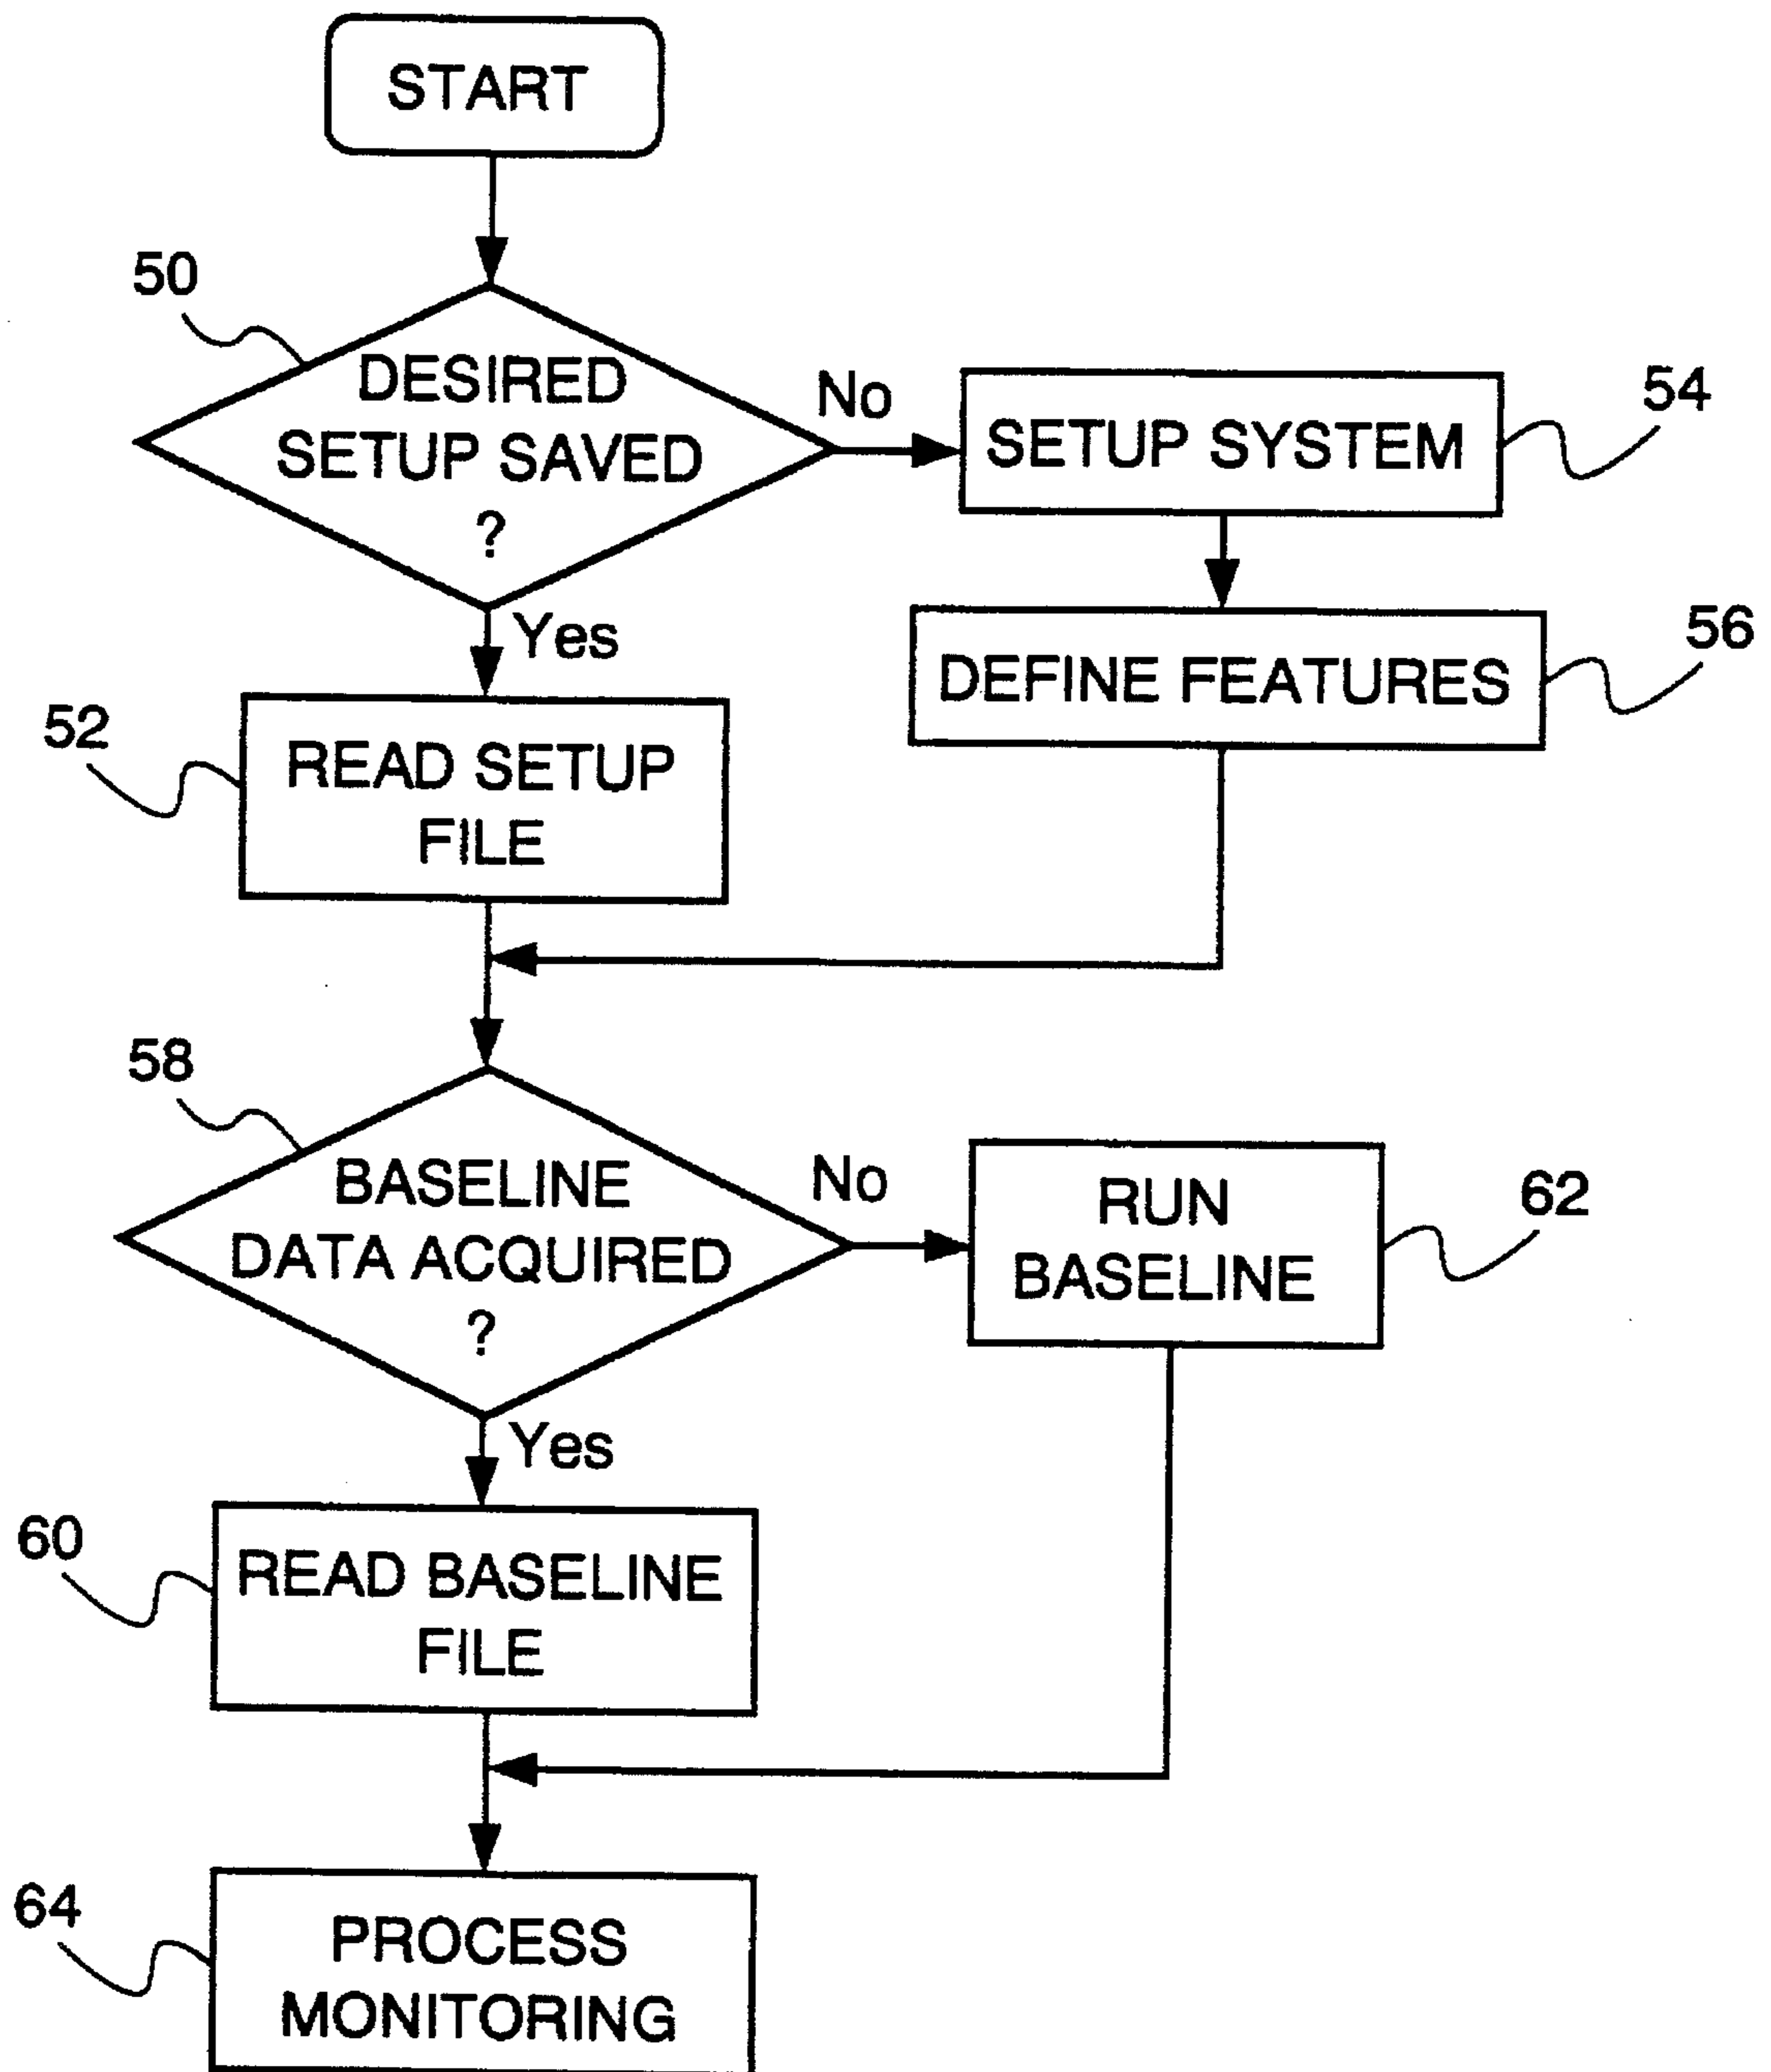 START
50
DESIRED
SETUP SAVED
?
No
SETUP SYSTEM
54
Yes
DEFINE FEATURES
56
52
READ SETUP
FILE
58
BASELINE
DATA ACQUIRED
?
No
RUN
BASELINE
62
Yes
60
READ BASELINE
FILE
64
PROCESS
MONITORING